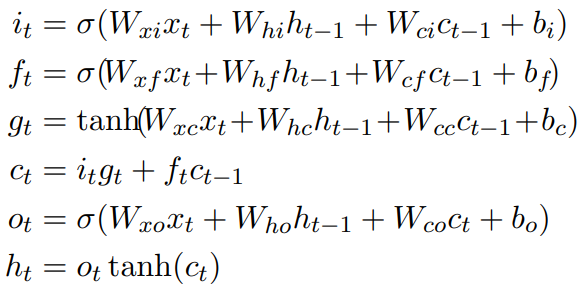 i_t = σ(W_{xi}x_t + W_{hi}h_{t−1} + W_{ci}c_{t−1} + b_i)
f_t = σ(W_{xf}x_t + W_{hf}h_{t−1} + W_{cf}c_{t−1} + b_f)
g_t = tanh(W_{xc}x_t + W_{hc}h_{t−1} + W_{cc}c_{t−1} + b_c)
c_t = i_t g_t + f_t c_{t−1}
o_t = σ(W_{xo}x_t + W_{ho}h_{t−1} + W_{co}c_t + b_o)
h_t = o_t tanh(c_t)